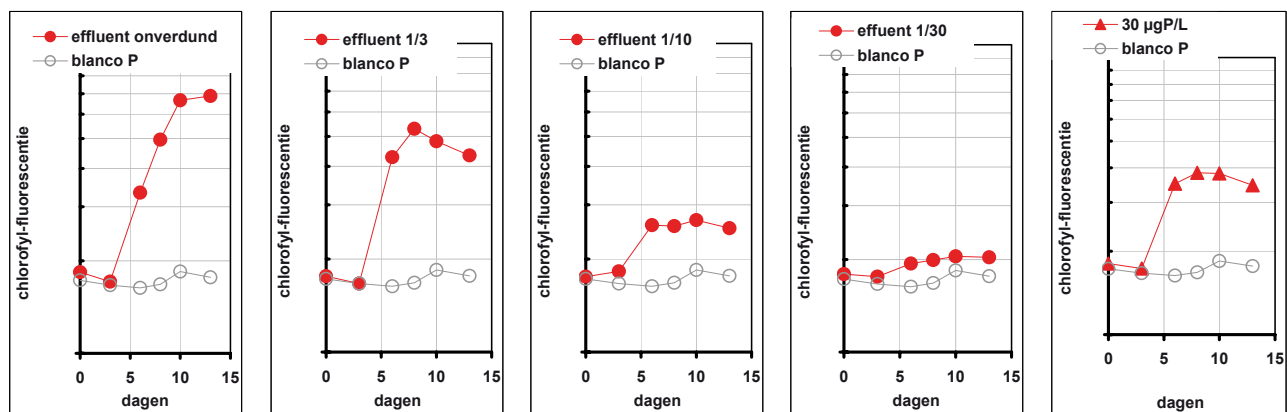 effluent onverdund
blanco P
chlorofyl-fluorescentie
0 5 10 15
dagen
effluent 1/3
blanco P
chlorofyl-fluorescentie
0 5 10 15
dagen
effluent 1/10
blanco P
chlorofyl-fluorescentie
0 5 10 15
dagen
effluent 1/30
blanco P
chlorofyl-fluorescentie
0 5 10 15
dagen
30 µgP/L
blanco P
chlorofyl-fluorescentie
0 5 10 15
dagen